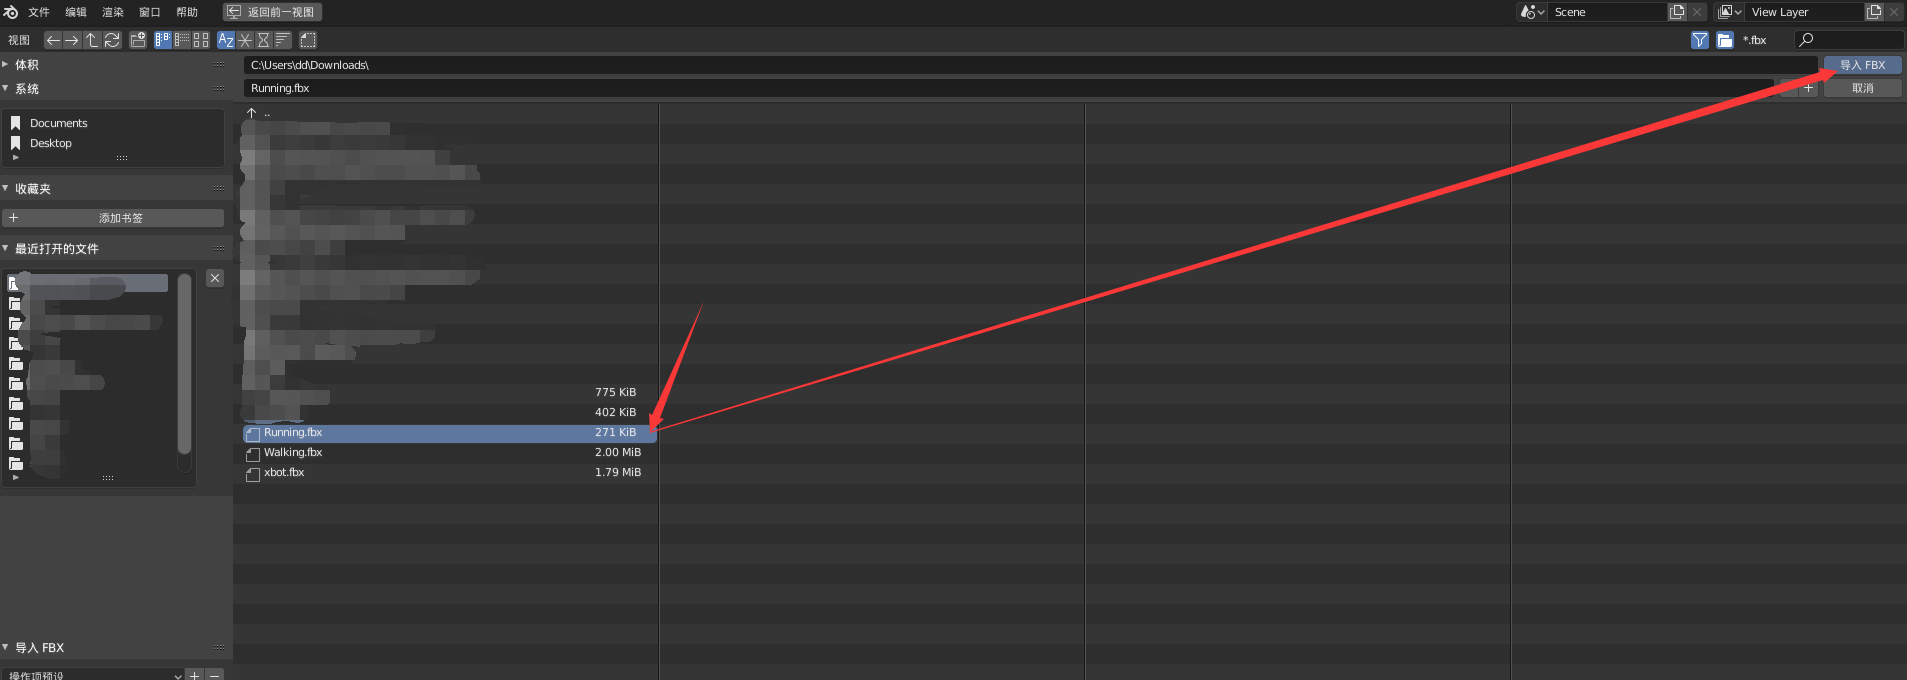 文件 编辑 渲染 窗口 帮助 返回前一视图 Scene View Layer
视图 *.fbx
体积
C:\Users\dd\Downloads\ 导入 FBX
系统
Running.fbx 取消
..
Documents
Desktop
收藏夹
添加书签
最近打开的文件
775 KiB
402 KiB
Running.fbx 271 KiB
Walking.fbx 2.00 MiB
xbot.fbx 1.79 MiB
导入 FBX
操作项预设